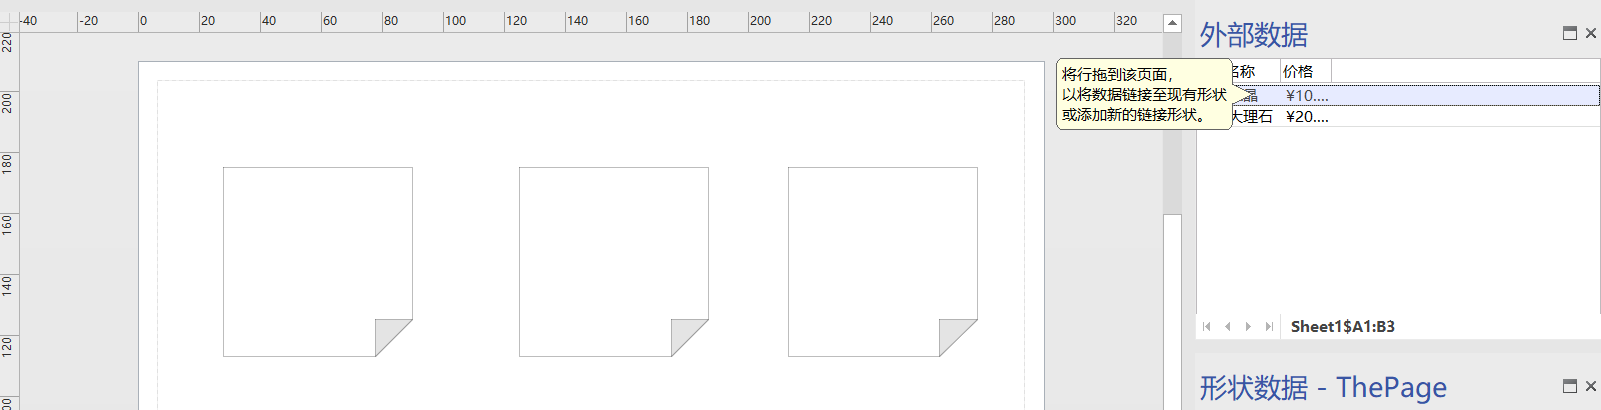 -40 -20 0 20 40 60 80 100 120 140 160 180 200 220 240 260 280 300 320
220
200
180
160
140
120
00
外部数据
名称 价格
将行拖到该页面，
以将数据链接至现有形状
或添加新的链接形状。
晶 ¥10....
大理石 ¥20....
Sheet1$A1:B3
形状数据 - ThePage